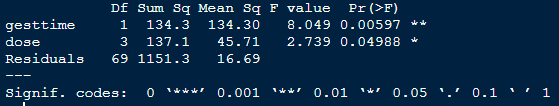 Df Sum Sq Mean Sq F value Pr(>F)
gesttime 1 134.3 134.30 8.049 0.00597 **
dose 3 137.1 45.71 2.739 0.04988 *
Residuals 69 1151.3 16.69
---
Signif. codes: 0 ‘***’ 0.001 ‘**’ 0.01 ‘*’ 0.05 ‘.’ 0.1 ‘ ’ 1